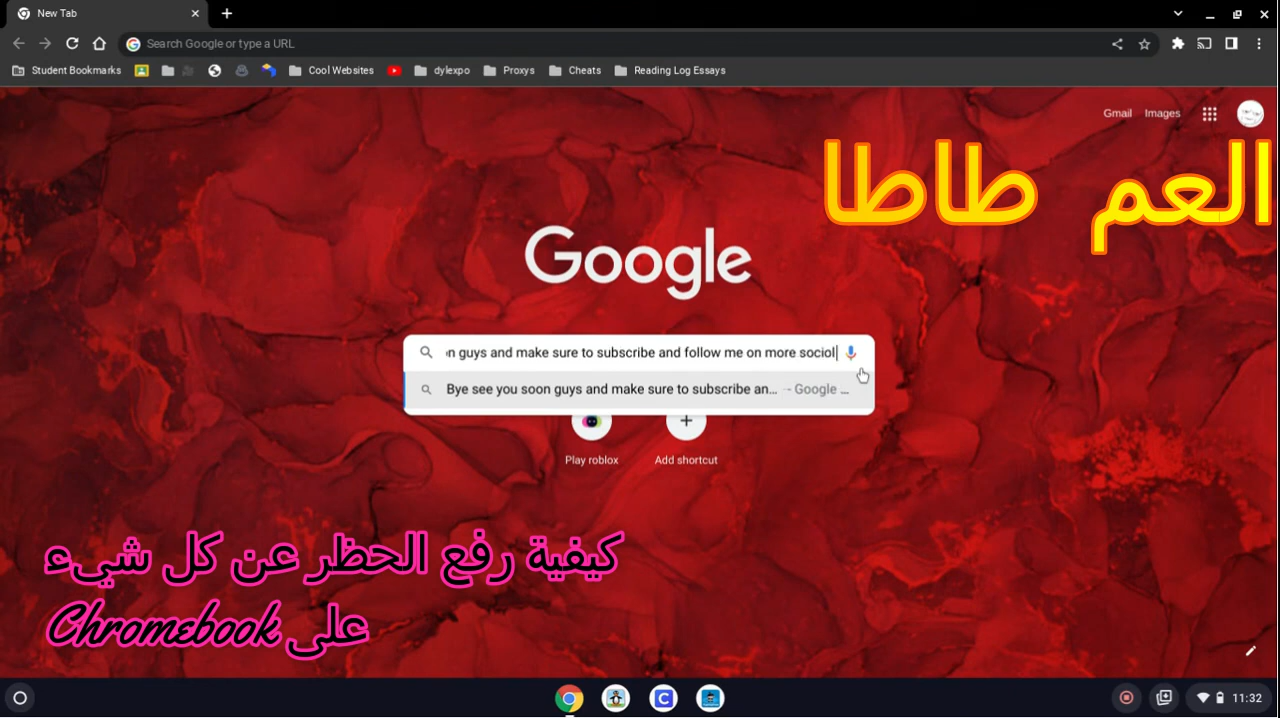 New Tab
Search Google or type a URL
Student Bookmarks Cool Websites dylexpo Proxys Cheats Reading Log Essays
Gmail Images
العم طاطا
Google
n guys and make sure to subscribe and follow me on more sociol
Bye see you soon guys and make sure to subscribe an... - Google ...
Play roblox Add shortcut
كيفية رفع الحظر عن كل شيء
على Chromebook
11:32